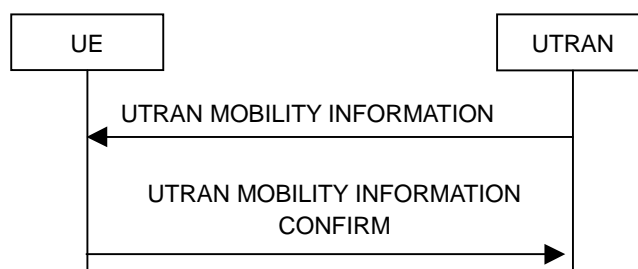 UE
UTRAN
UTRAN MOBILITY INFORMATION
UTRAN MOBILITY INFORMATION
CONFIRM